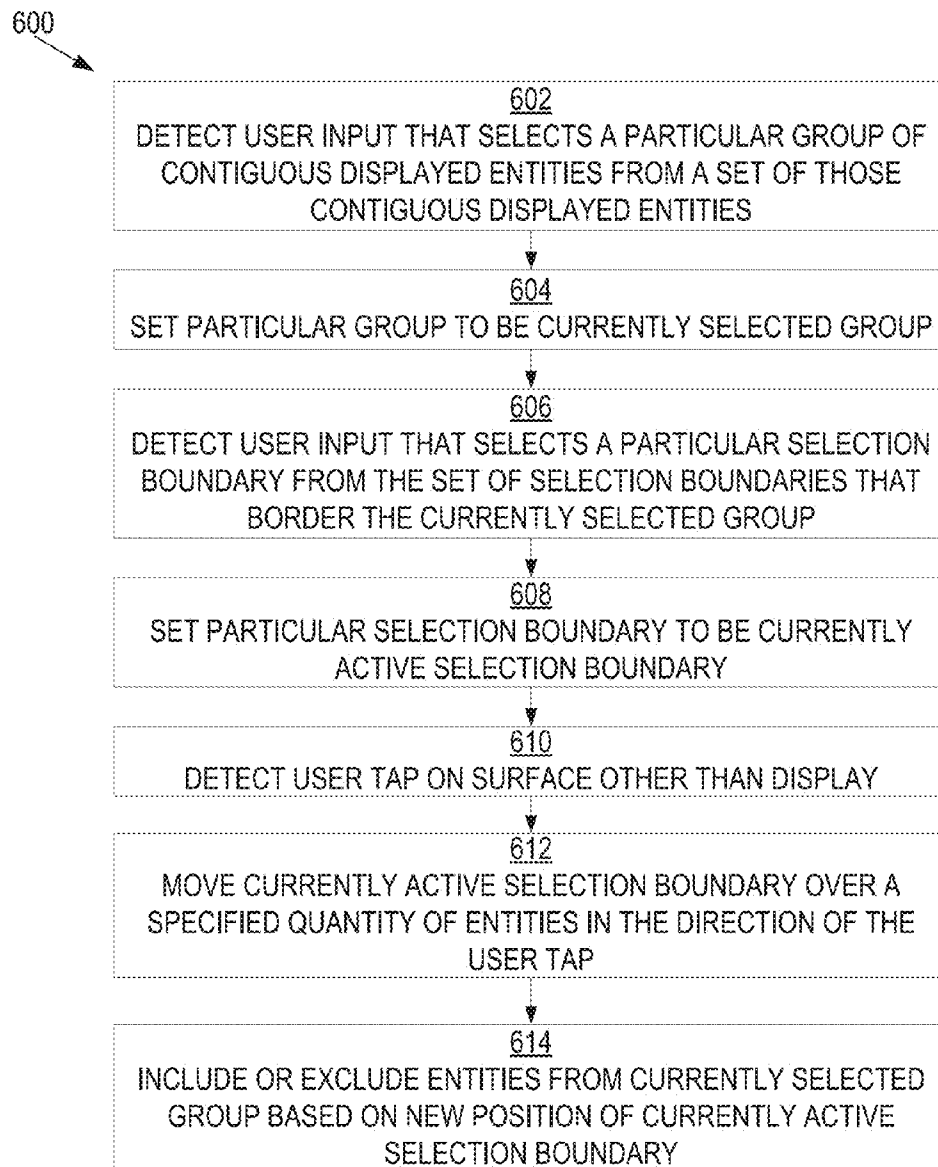 600
602
DETECT USER INPUT THAT SELECTS A PARTICULAR GROUP OF
CONTIGUOUS DISPLAYED ENTITIES FROM A SET OF THOSE
CONTIGUOUS DISPLAYED ENTITIES
604
SET PARTICULAR GROUP TO BE CURRENTLY SELECTED GROUP
606
DETECT USER INPUT THAT SELECTS A PARTICULAR SELECTION
BOUNDARY FROM THE SET OF SELECTION BOUNDARIES THAT
BORDER THE CURRENTLY SELECTED GROUP
608
SET PARTICULAR SELECTION BOUNDARY TO BE CURRENTLY
ACTIVE SELECTION BOUNDARY
610
DETECT USER TAP ON SURFACE OTHER THAN DISPLAY
612
MOVE CURRENTLY ACTIVE SELECTION BOUNDARY OVER A
SPECIFIED QUANTITY OF ENTITIES IN THE DIRECTION OF THE
USER TAP
614
INCLUDE OR EXCLUDE ENTITIES FROM CURRENTLY SELECTED
GROUP BASED ON NEW POSITION OF CURRENTLY ACTIVE
SELECTION BOUNDARY